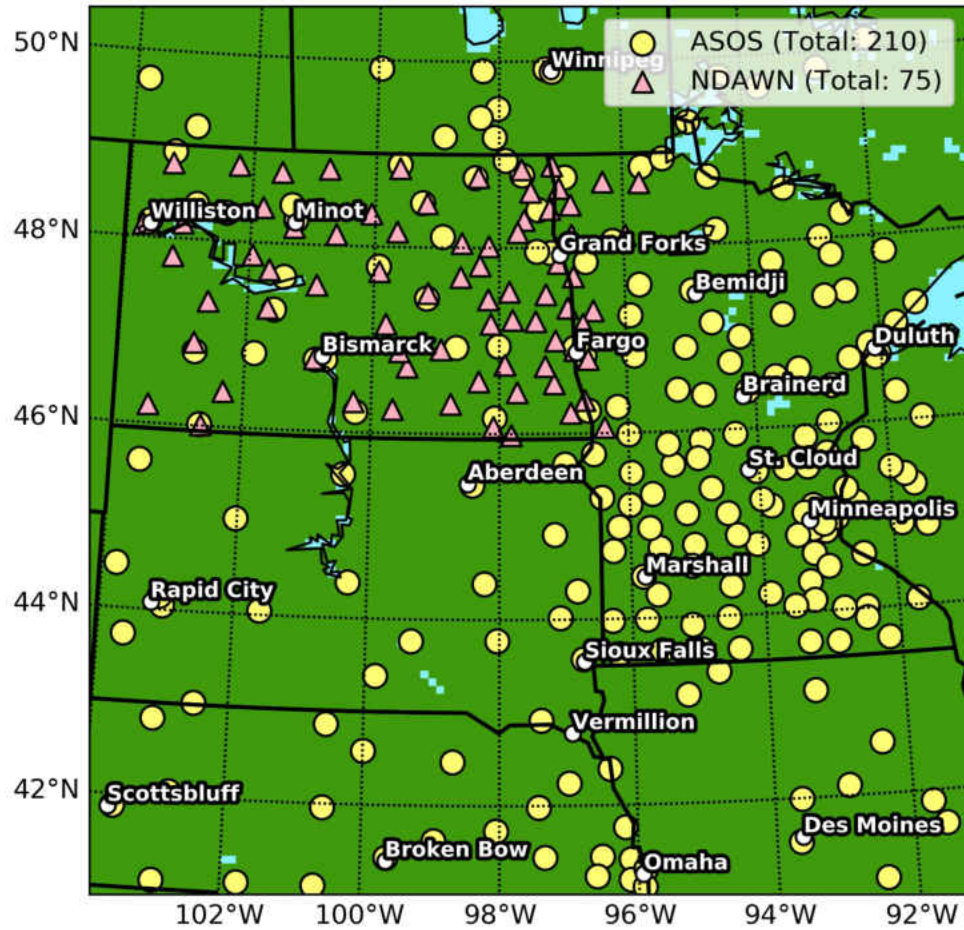 50°N
48°N
46°N
44°N
42°N
ASOS (Total: 210)
NDAWN (Total: 75)
Winnipeg
Williston
Minot
Grand Forks
Bemidji
Duluth
Bismarck
Fargo
Brainerd
Aberdeen
St. Cloud
Minneapolis
Marshall
Rapid City
Sioux Falls
Vermillion
Scottsbluff
Des Moines
Broken Bow
Omaha
102°W 100°W 98°W 96°W 94°W 92°W